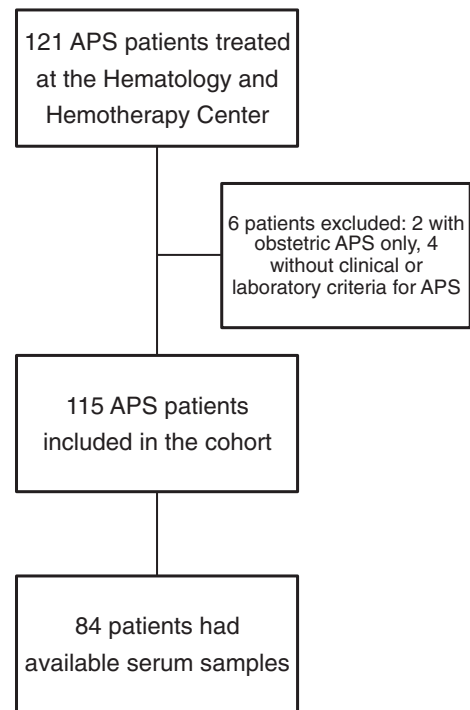 121 APS patients treated
at the Hematology and
Hemotherapy Center
6 patients excluded: 2 with
obstetric APS only, 4
without clinical or
laboratory criteria for APS
115 APS patients
included in the cohort
84 patients had
available serum samples